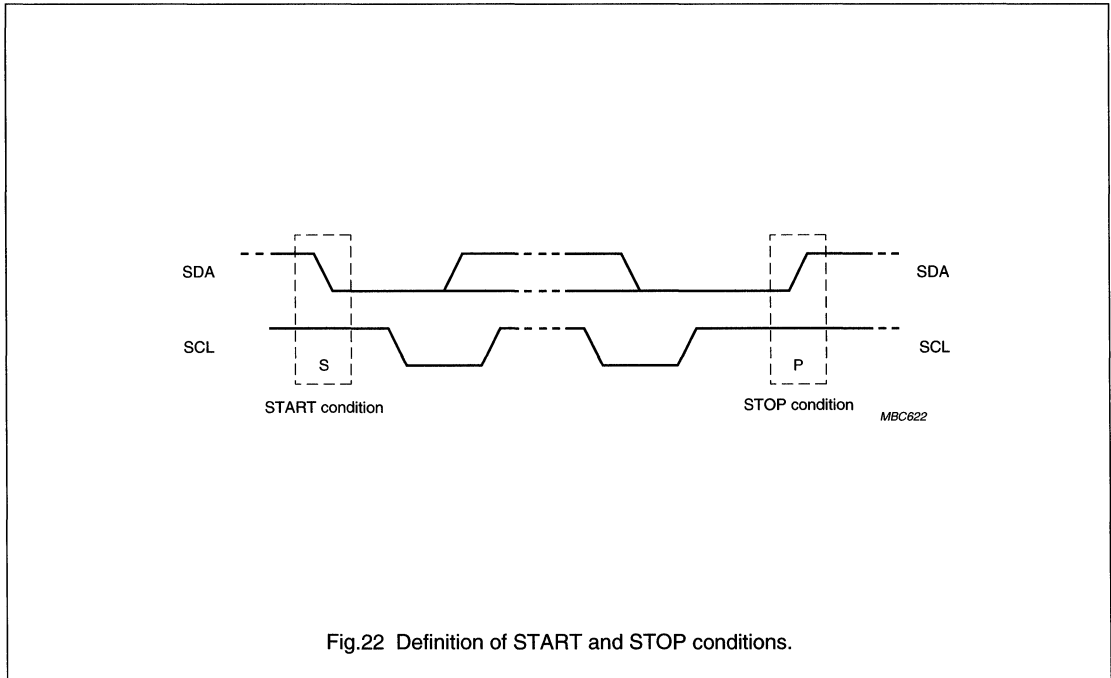 SDA
SDA
SCL
S
P
SCL
START condition
STOP condition
MBC622
Fig.22 Definition of START and STOP conditions.